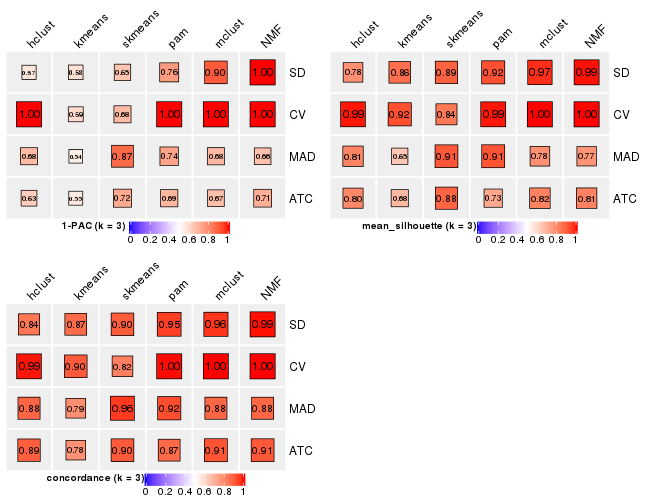 hclust kmeans skmeans pam mclust NMF
0.57 0.58 0.65 0.76 0.90 1.00 SD
1.00 0.59 0.68 1.00 1.00 1.00 CV
0.68 0.54 0.87 0.74 0.68 0.66 MAD
0.63 0.55 0.72 0.69 0.67 0.71 ATC
1-PAC (k = 3)
0 0.2 0.4 0.6 0.8 1
hclust kmeans skmeans pam mclust NMF
0.78 0.86 0.89 0.92 0.97 0.99 SD
0.99 0.92 0.84 0.99 1.00 1.00 CV
0.81 0.65 0.91 0.91 0.78 0.77 MAD
0.80 0.68 0.88 0.73 0.82 0.81 ATC
mean_silhouette (k = 3)
0 0.2 0.4 0.6 0.8 1
hclust kmeans skmeans pam mclust NMF
0.84 0.87 0.90 0.95 0.96 0.99 SD
0.99 0.90 0.82 1.00 1.00 1.00 CV
0.88 0.79 0.96 0.92 0.88 0.88 MAD
0.89 0.78 0.90 0.87 0.91 0.91 ATC
concordance (k = 3)
0 0.2 0.4 0.6 0.8 1